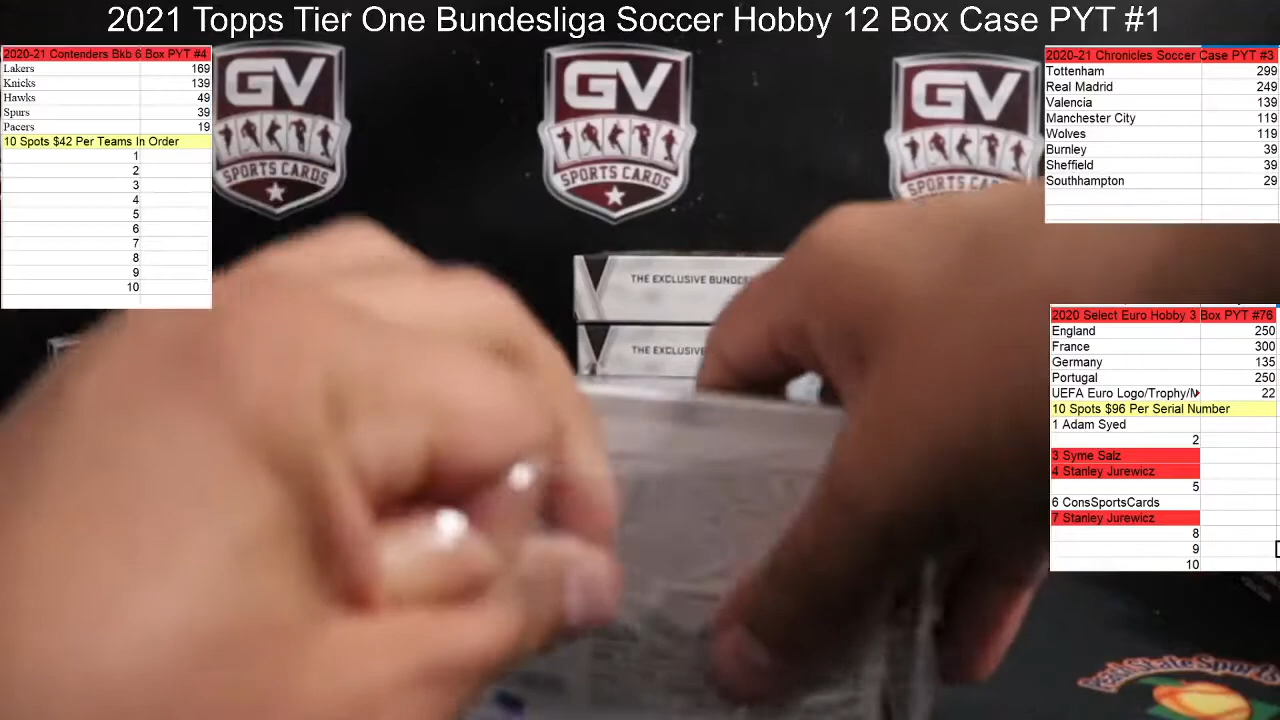 2021 Topps Tier One Bundesliga Soccer Hobby 12 Box Case PYT #1
2020-21 Contenders Bkb 6 Box PYT #4
Lakers 169
Knicks 139
Hawks 49
Spurs 39
Pacers 19
10 Spots $42 Per Teams In Order
1
2
3
4
5
6
7
8
9
10
GV
SPORTS CARDS
GV
SPORTS CARDS
GV
SPORTS CARDS
2020-21 Chronicles Soccer Case PYT #3
Tottenham 299
Real Madrid 249
Valencia 139
Manchester City 119
Wolves 119
Burnley 39
Sheffield 39
Southhampton 29
THE EXCLUSIVE
THE EXCLUSIVE
2020 Select Euro Hobby 3 Box PYT #76
England 250
France 300
Germany 135
Portugal 250
UEFA Euro Logo/Trophy/ 22
10 Spots $96 Per Serial Number
1 Adam Syed
2
3 Syme Salz
4 Stanley Jurewicz
5
6 ConsSportsCards
7 Stanley Jurewicz
8
9
10
State Sports